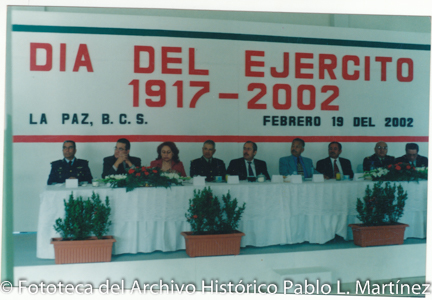 DIA DEL EJERCITO
1917-2002
LA PAZ, B.C.S. FEBRERO 19 DEL 2002
© Fototeca del Archivo Histórico Pablo L. Martínez